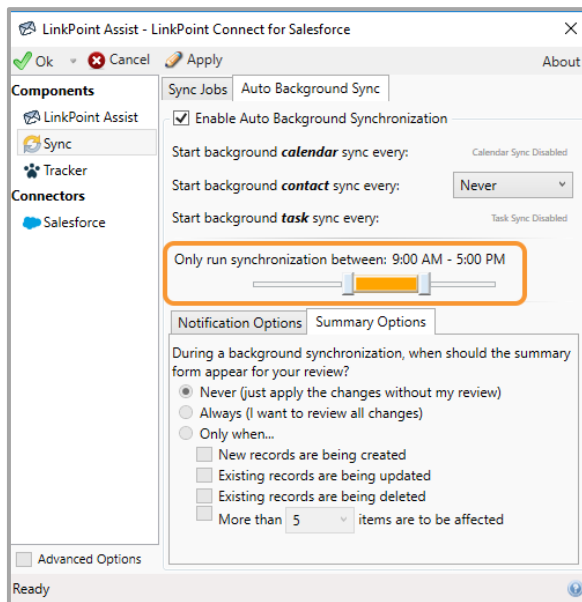 LinkPoint Assist - LinkPoint Connect for Salesforce
Ok Cancel Apply About
Components
LinkPoint Assist
Sync
Tracker
Connectors
Salesforce
Sync Jobs Auto Background Sync
Enable Auto Background Synchronization
Start background calendar sync every: Calendar Sync Disabled
Start background contact sync every: Never
Start background task sync every: Task Sync Disabled
Only run synchronization between: 9:00 AM - 5:00 PM
Notification Options Summary Options
During a background synchronization, when should the summary
form appear for your review?
Never (just apply the changes without my review)
Always (I want to review all changes)
Only when...
New records are being created
Existing records are being updated
Existing records are being deleted
More than 5 items are to be affected
Advanced Options
Ready